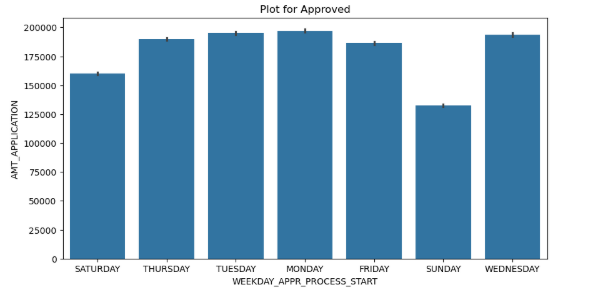 Plot for Approved
200000
175000
150000
125000
100000
75000
50000
25000
0
AMT_APPLICATION
SATURDAY THURSDAY TUESDAY MONDAY FRIDAY SUNDAY WEDNESDAY
WEEKDAY_APPR_PROCESS_START